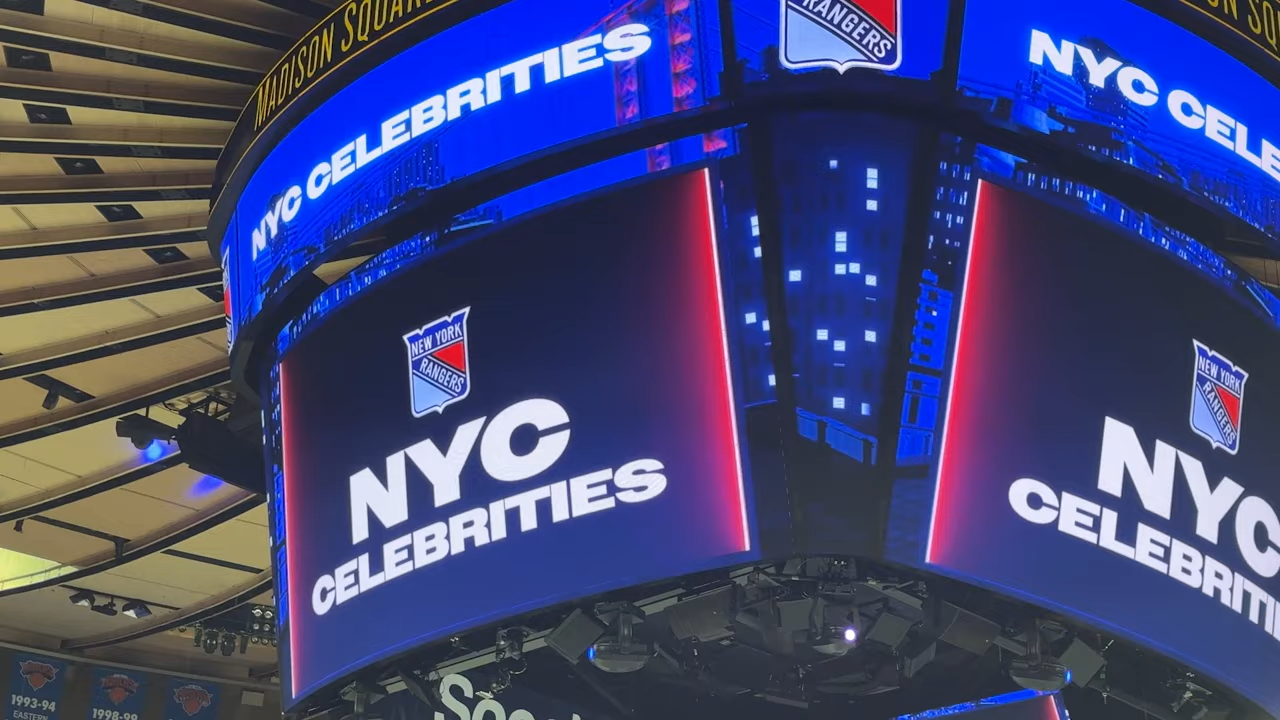 MADISON SQUARE
NYC CELEBRITIES
RANGERS
NYC CELE
NEW YORK
RANGERS
NYC
CELEBRITIES
NEW YORK
RANGERS
NYC
CELEBRITI
1993-94
EASTERN
1998-99